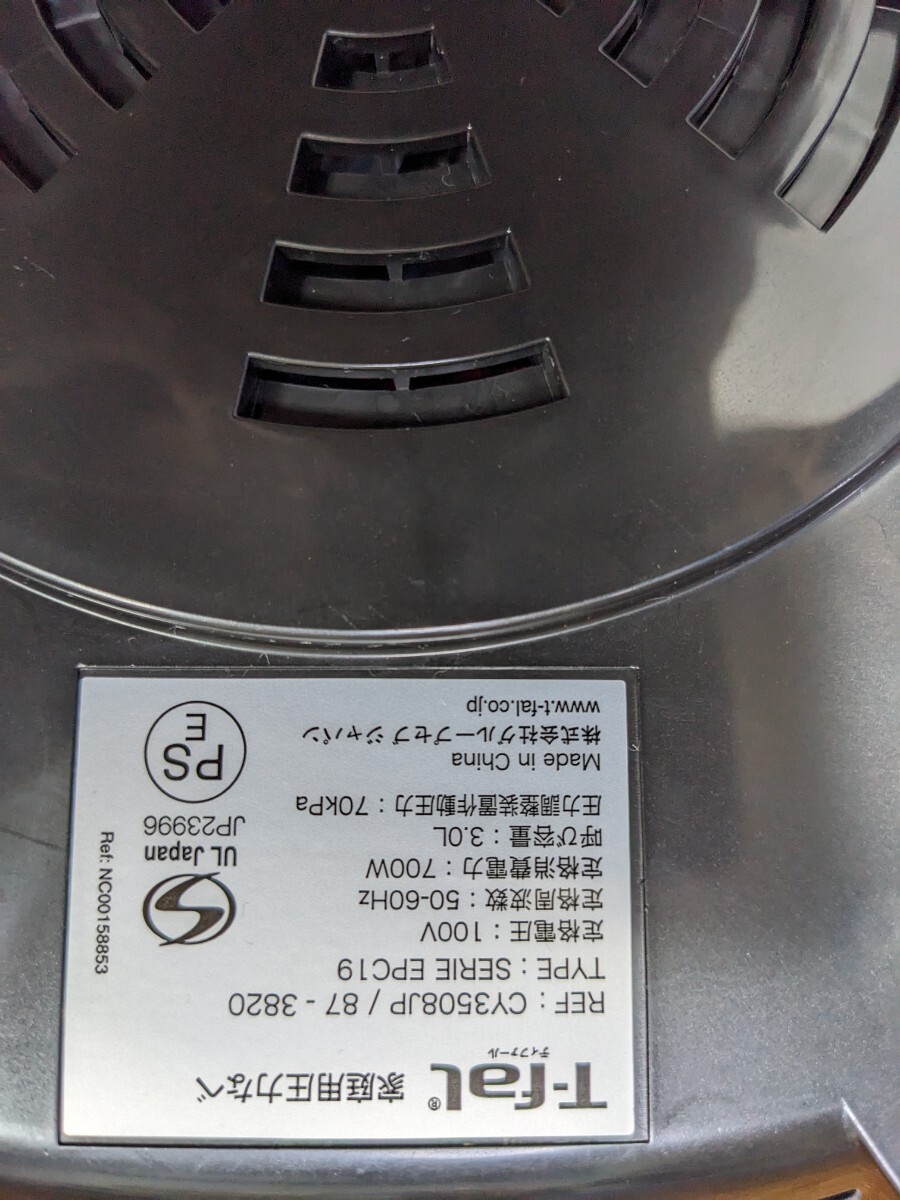 T-fal® 家庭用圧力なべ
ティファール
REF : CY3508JP / 87 - 3820
TYPE : SERIE EPC19
定格電圧 : 100V
定格周波数 : 50-60Hz
定格消費電力 : 700W
呼び容量 : 3.0L
圧力調整装置作動圧力 : 70kPa
Made in China
株式会社グループセブ ジャパン
www.t-fal.co.jp
S
UL Japan
JP23996
PS
E
Ref: NC00158853